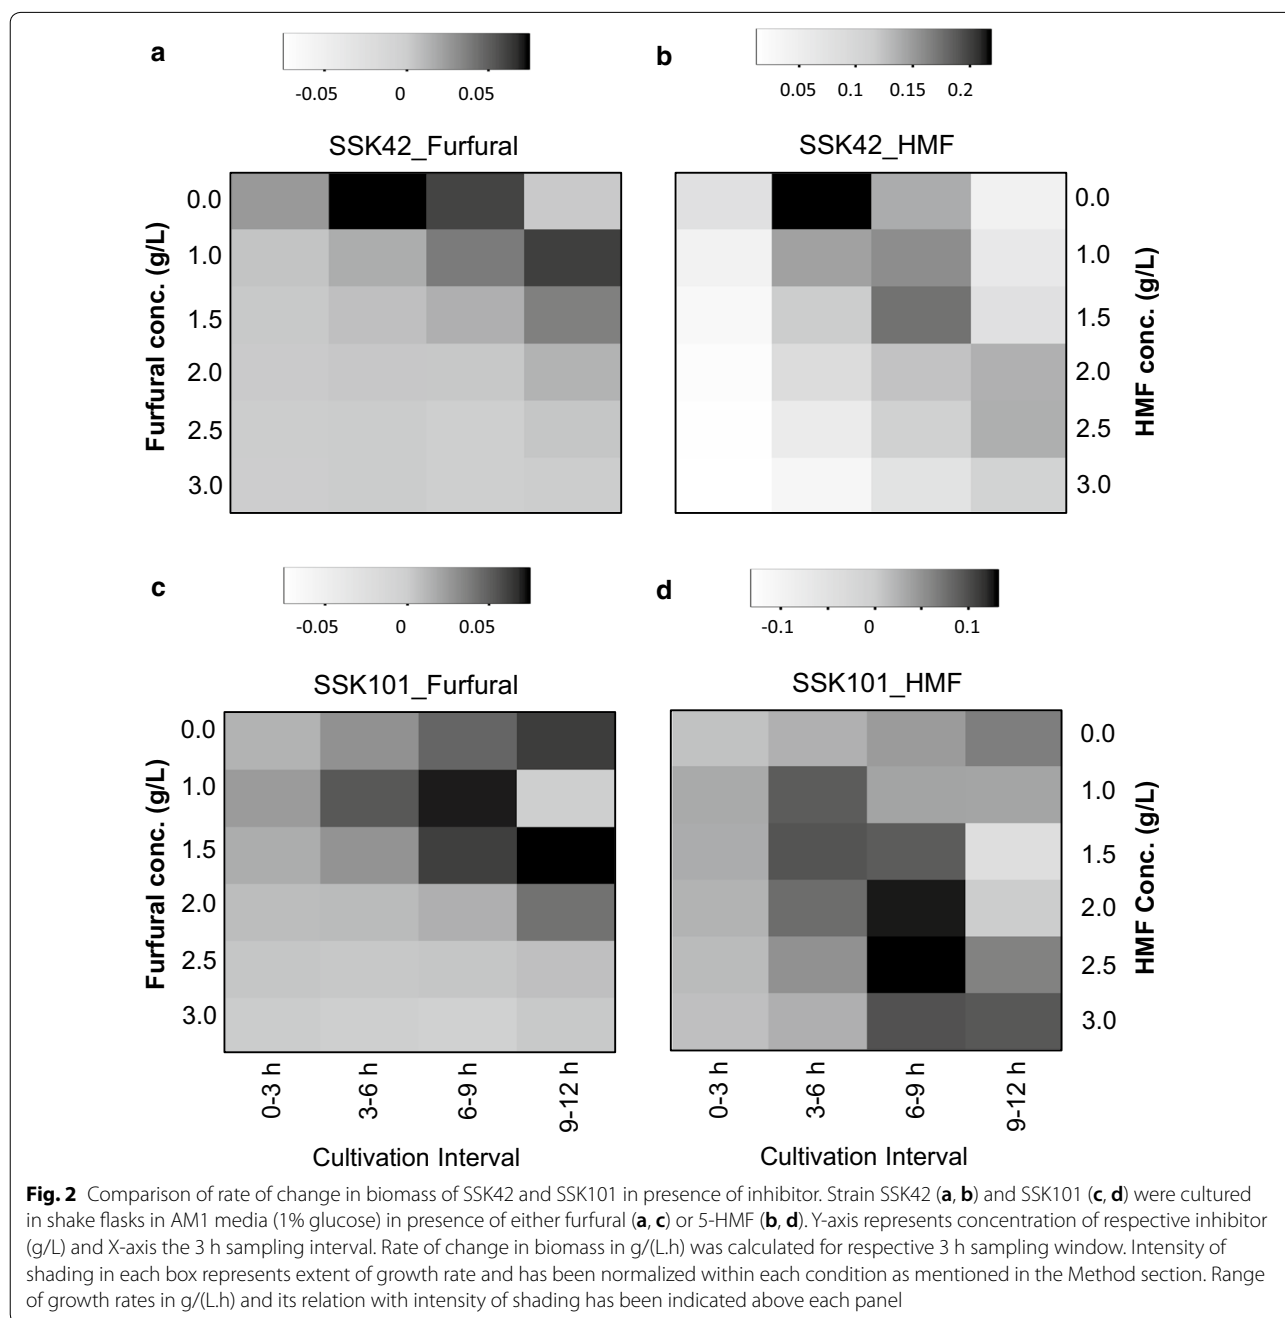 a
-0.05 0 0.05
SSK42_Furfural
Furfural conc. (g/L)
0.0
1.0
1.5
2.0
2.5
3.0
b
0.05 0.1 0.15 0.2
SSK42_HMF
0.0
1.0
1.5
2.0
2.5
3.0
HMF conc. (g/L)
c
-0.05 0 0.05
SSK101_Furfural
Furfural conc. (g/L)
0.0
1.0
1.5
2.0
2.5
3.0
0-3 h
3-6 h
6-9 h
9-12 h
Cultivation Interval
d
-0.1 0 0.1
SSK101_HMF
0.0
1.0
1.5
2.0
2.5
3.0
HMF Conc. (g/L)
0-3 h
3-6 h
6-9 h
9-12 h
Cultivation Interval
Fig. 2 Comparison of rate of change in biomass of SSK42 and SSK101 in presence of inhibitor. Strain SSK42 (a, b) and SSK101 (c, d) were cultured
in shake flasks in AM1 media (1% glucose) in presence of either furfural (a, c) or 5-HMF (b, d). Y-axis represents concentration of respective inhibitor
(g/L) and X-axis the 3 h sampling interval. Rate of change in biomass in g/(L.h) was calculated for respective 3 h sampling window. Intensity of
shading in each box represents extent of growth rate and has been normalized within each condition as mentioned in the Method section. Range
of growth rates in g/(L.h) and its relation with intensity of shading has been indicated above each panel